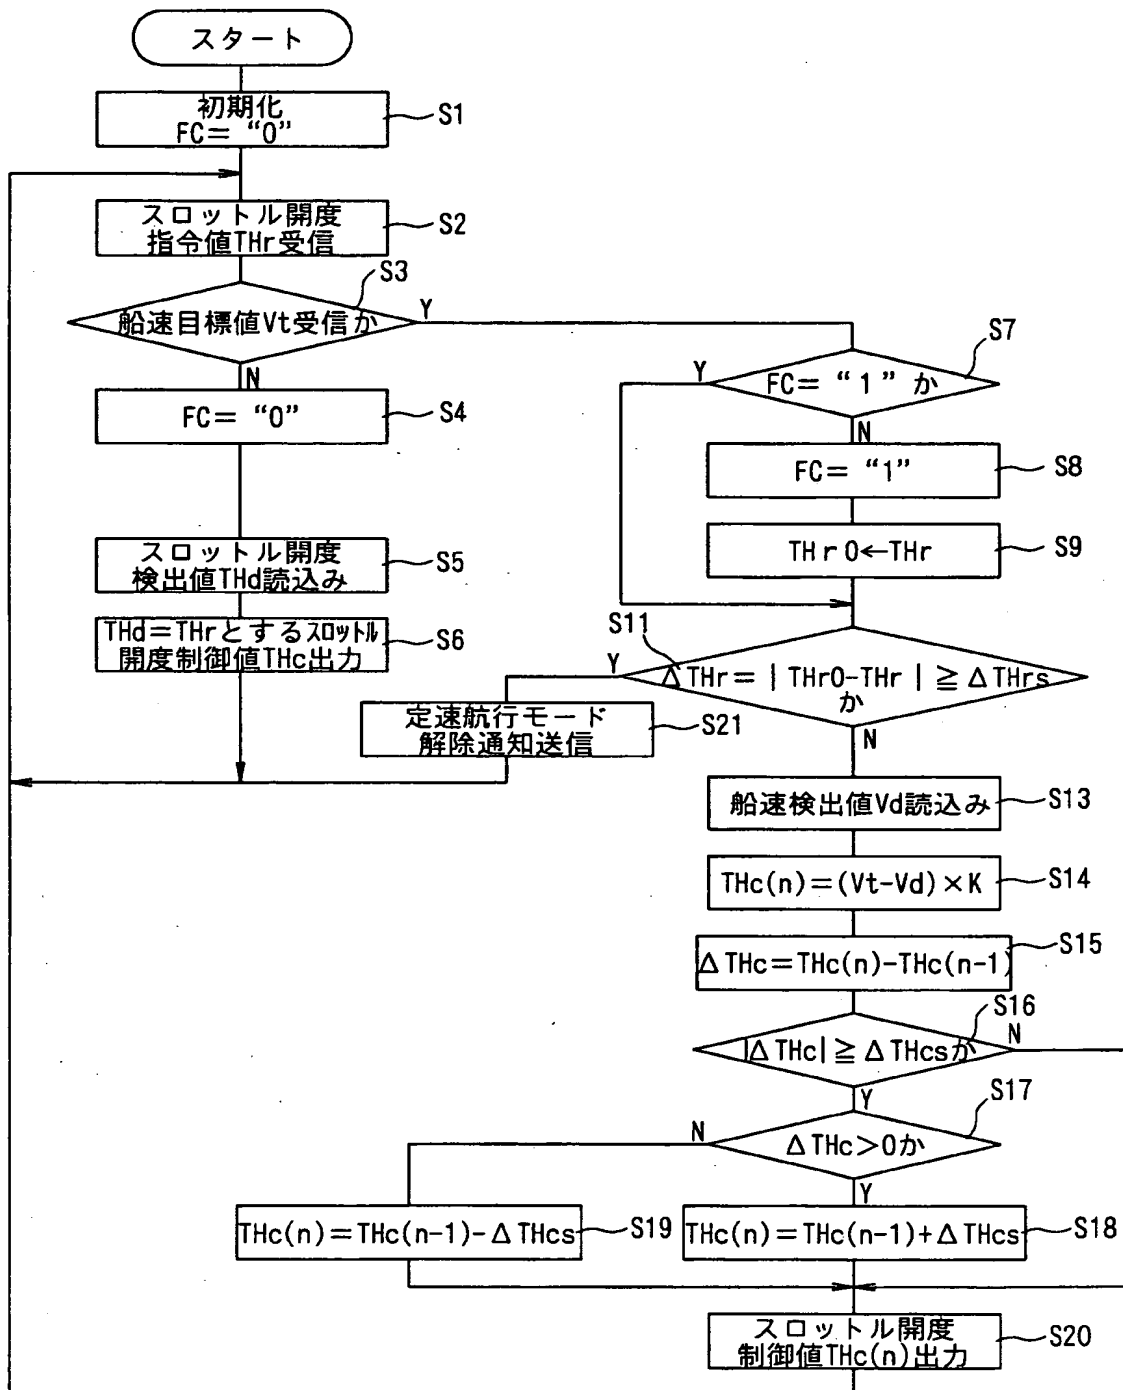 スタート
初期化
FC= “0”
S1
スロットル開度
指令値THr受信
S2
船速目標値Vt受信か
S3
Y
N
FC= “0”
S4
スロットル開度
検出値THd読込み
S5
THd=THrとするスロットル
開度制御値THc出力
S6
FC= “1” か
S7
Y
N
FC= “1”
S8
THr0←THr
S9
ΔTHr=|THr0-THr|≧ΔTHrs
か
S11
Y
N
定速航行モード
解除通知送信
S21
船速検出値Vd読込み
S13
THc(n)=(Vt-Vd)×K
S14
ΔTHc=THc(n)-THc(n-1)
S15
|ΔTHc|≧ΔTHcsか
S16
N
Y
ΔTHc>0か
S17
N
Y
THc(n)=THc(n-1)-ΔTHcs
S19
THc(n)=THc(n-1)+ΔTHcs
S18
スロットル開度
制御値THc(n)出力
S20